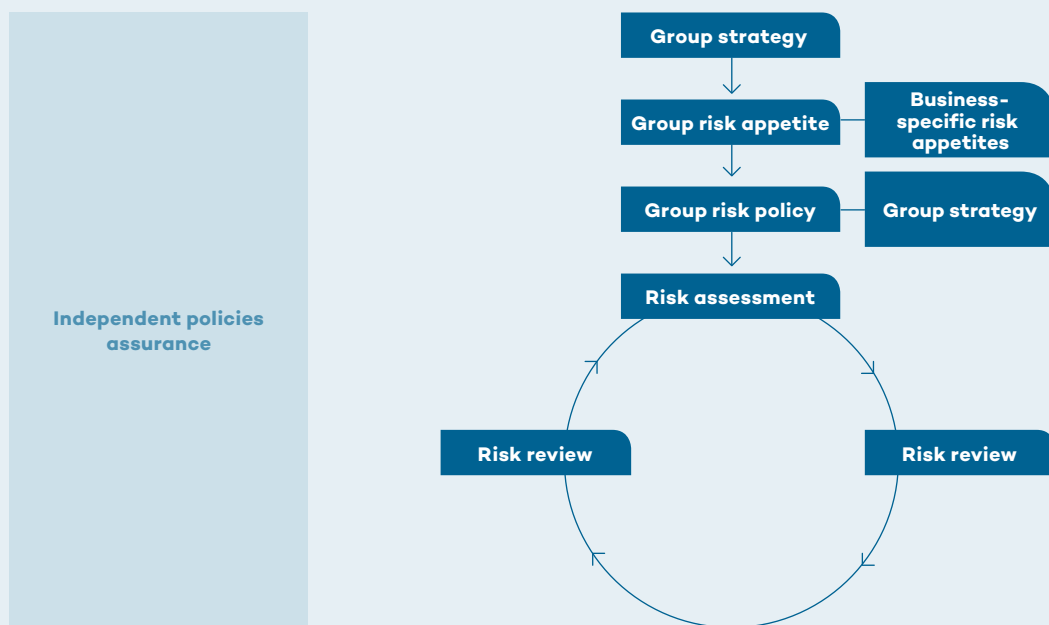 Group strategy
Group risk appetite
Business-
specific risk
appetites
Group risk policy
Group strategy
Risk assessment
Independent policies
assurance
Risk review
Risk review